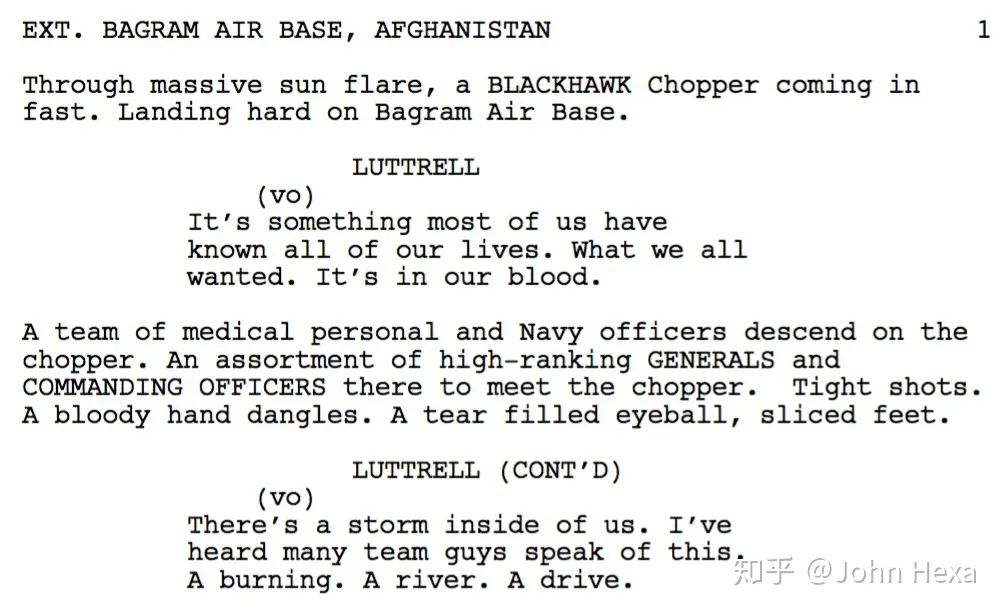 EXT. BAGRAM AIR BASE, AFGHANISTAN 1
Through massive sun flare, a BLACKHAWK Chopper coming in
fast. Landing hard on Bagram Air Base.
LUTTRELL
(vo)
It's something most of us have
known all of our lives. What we all
wanted. It's in our blood.
A team of medical personal and Navy officers descend on the
chopper. An assortment of high-ranking GENERALS and
COMMANDING OFFICERS there to meet the chopper. Tight shots.
A bloody hand dangles. A tear filled eyeball, sliced feet.
LUTTRELL (CONT'D)
(vo)
There's a storm inside of us. I've
heard many team guys speak of this.
A burning. A river. A drive.
知乎 @John Hexa